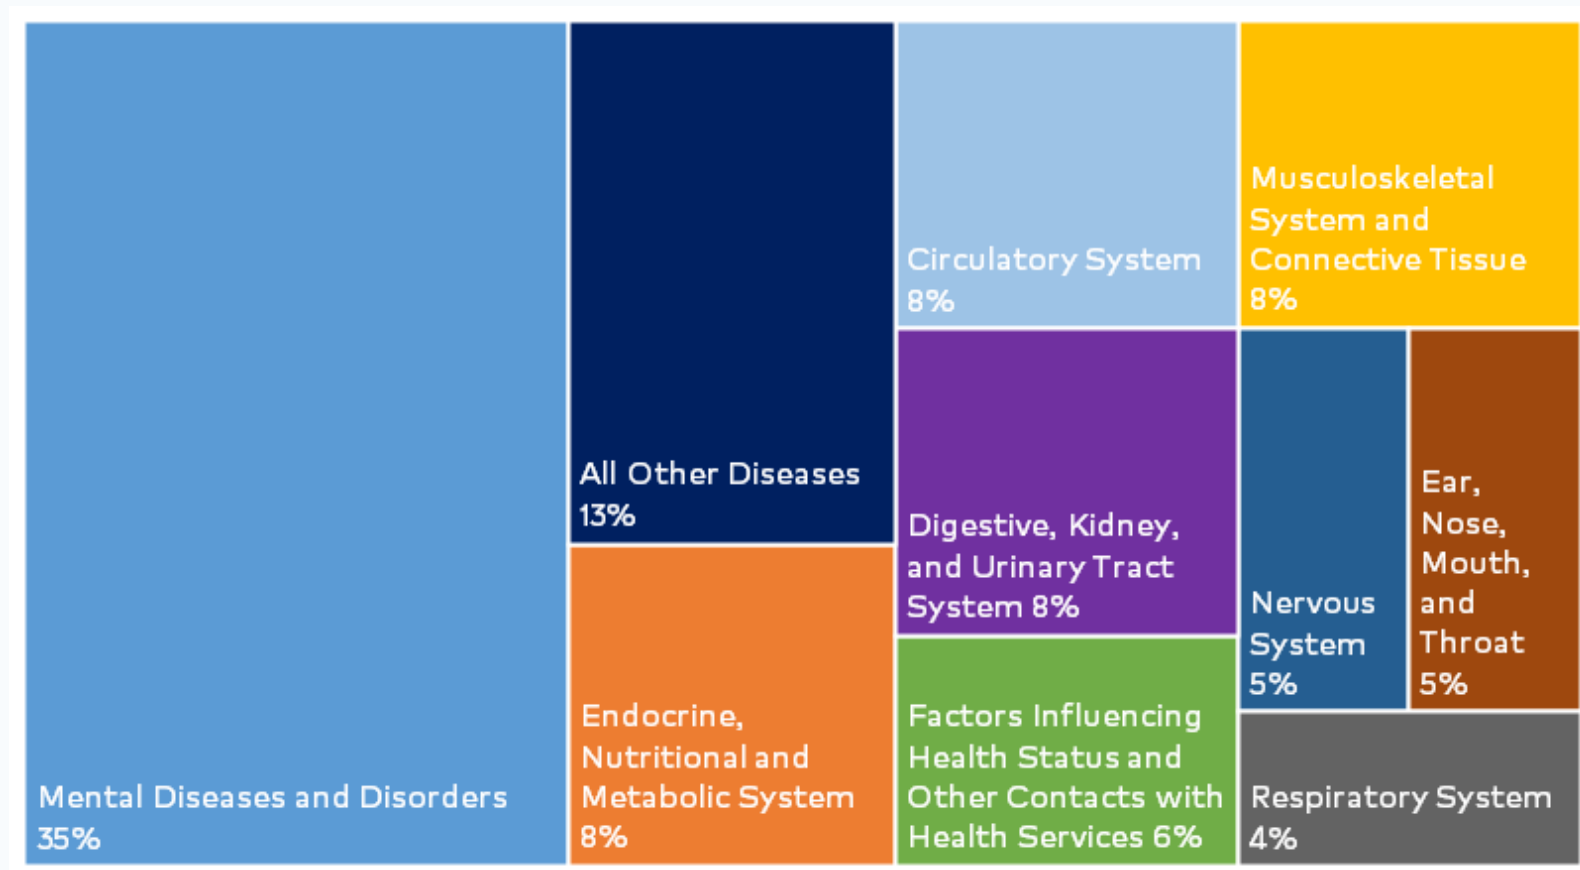 Mental Diseases and Disorders
35%
All Other Diseases
13%
Endocrine,
Nutritional and
Metabolic System
8%
Circulatory System
8%
Digestive, Kidney,
and Urinary Tract
System 8%
Factors Influencing
Health Status and
Other Contacts with
Health Services 6%
Musculoskeletal
System and
Connective Tissue
8%
Nervous
System
5%
Ear,
Nose,
Mouth,
and
Throat
5%
Respiratory System
4%